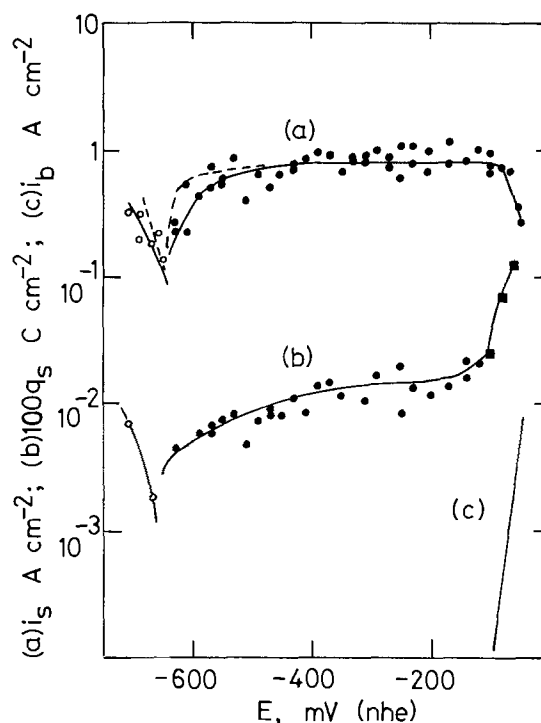 (a)i_s A cm⁻²; (b)100q_s C cm⁻²; (c)i_b A cm⁻²
10
1
10⁻¹
10⁻²
10⁻³
(a)
(b)
(c)
-600
-400
-200
E, mV (nhe)